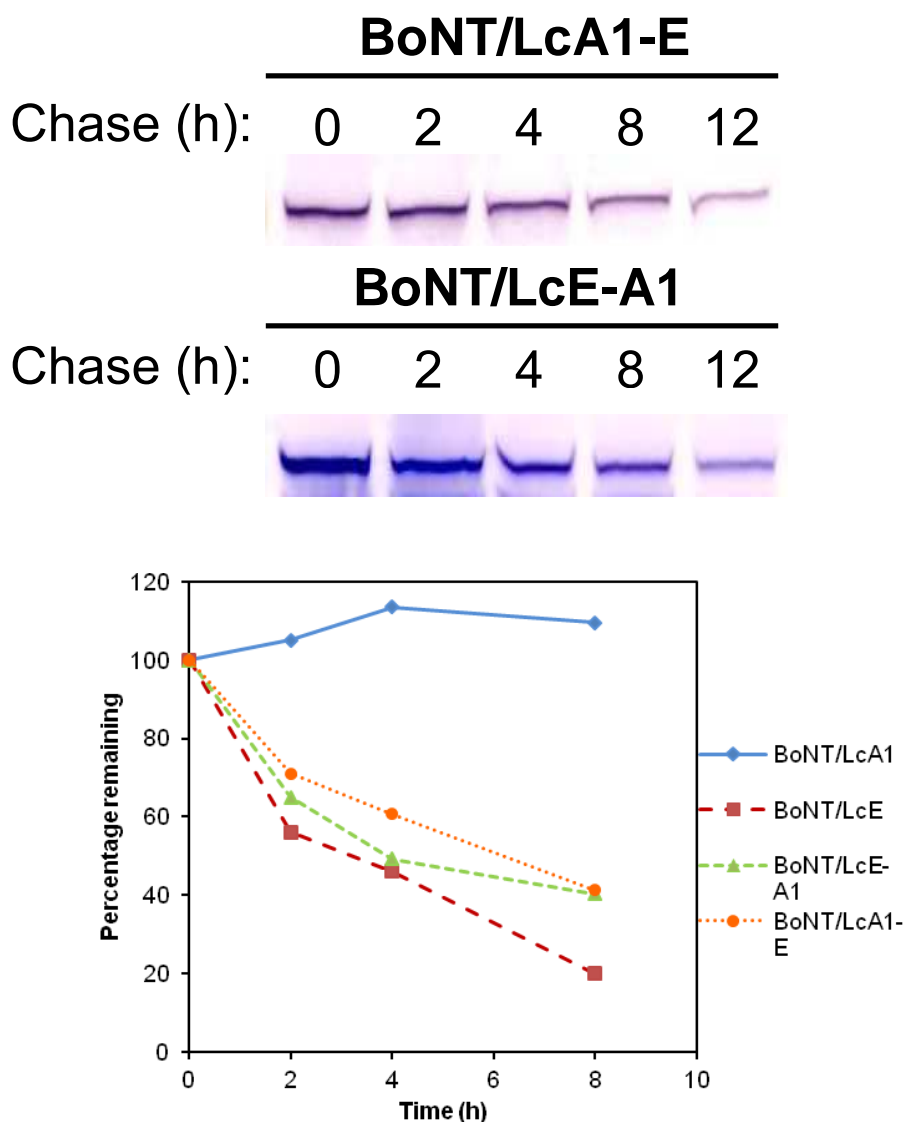 BoNT/LcA1-E
Chase (h): 0 2 4 8 12
BoNT/LcE-A1
Chase (h): 0 2 4 8 12
120
100
80
60
40
20
0
Percentage remaining
0 2 4 6 8 10
Time (h)
BoNT/LcA1
BoNT/LcE
BoNT/LcE-
A1
BoNT/LcA1-
E